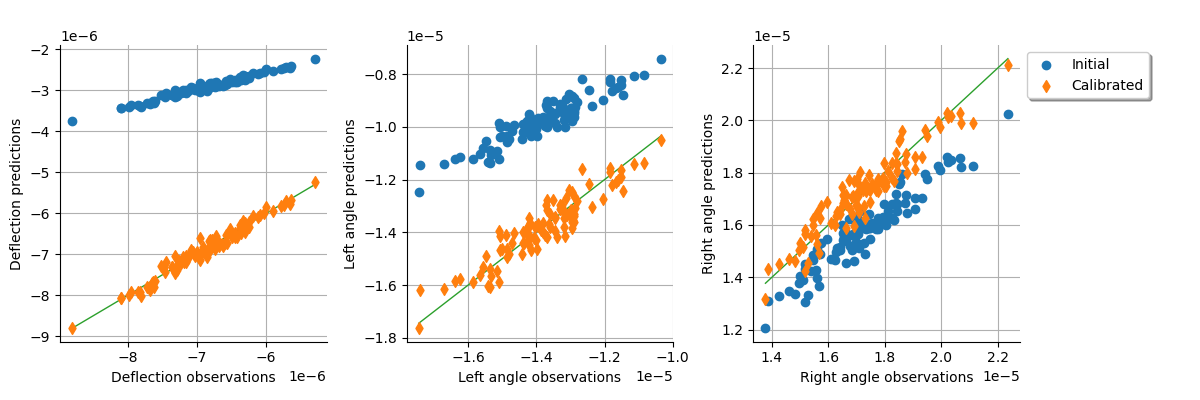 1e−6
−2
−3
−4
−5
−6
−7
−8
−9
Deflection predictions
−8 −7 −6
Deflection observations 1e−6
1e−5
−0.8
−1.0
−1.2
−1.4
−1.6
−1.8
Left angle predictions
−1.6 −1.4 −1.2 −1.0
Left angle observations 1e−5
1e−5
2.2
2.0
1.8
1.6
1.4
1.2
Right angle predictions
1.4 1.6 1.8 2.0 2.2
Right angle observations 1e−5
Initial
Calibrated